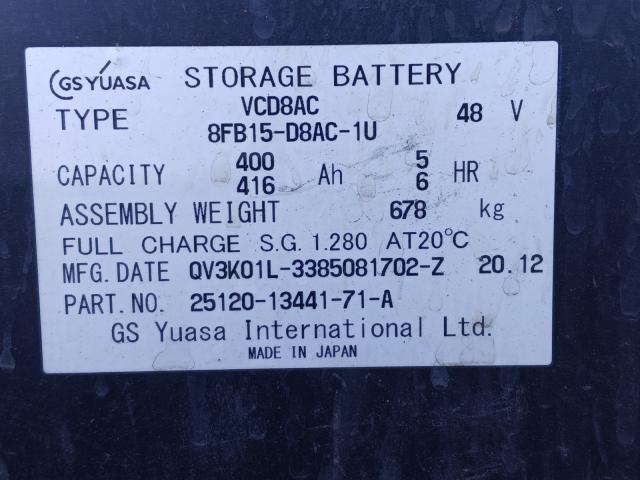 GS YUASA STORAGE BATTERY
TYPE VCD8AC 48 V
8FB15-D8AC-1U
CAPACITY 400 Ah 5 HR
416 6
ASSEMBLY WEIGHT 678 kg
FULL CHARGE S.G. 1.280 AT20°C
MFG. DATE QV3K01L-3385081702-Z 20.12
PART. NO. 25120-13441-71-A
GS Yuasa International Ltd.
MADE IN JAPAN